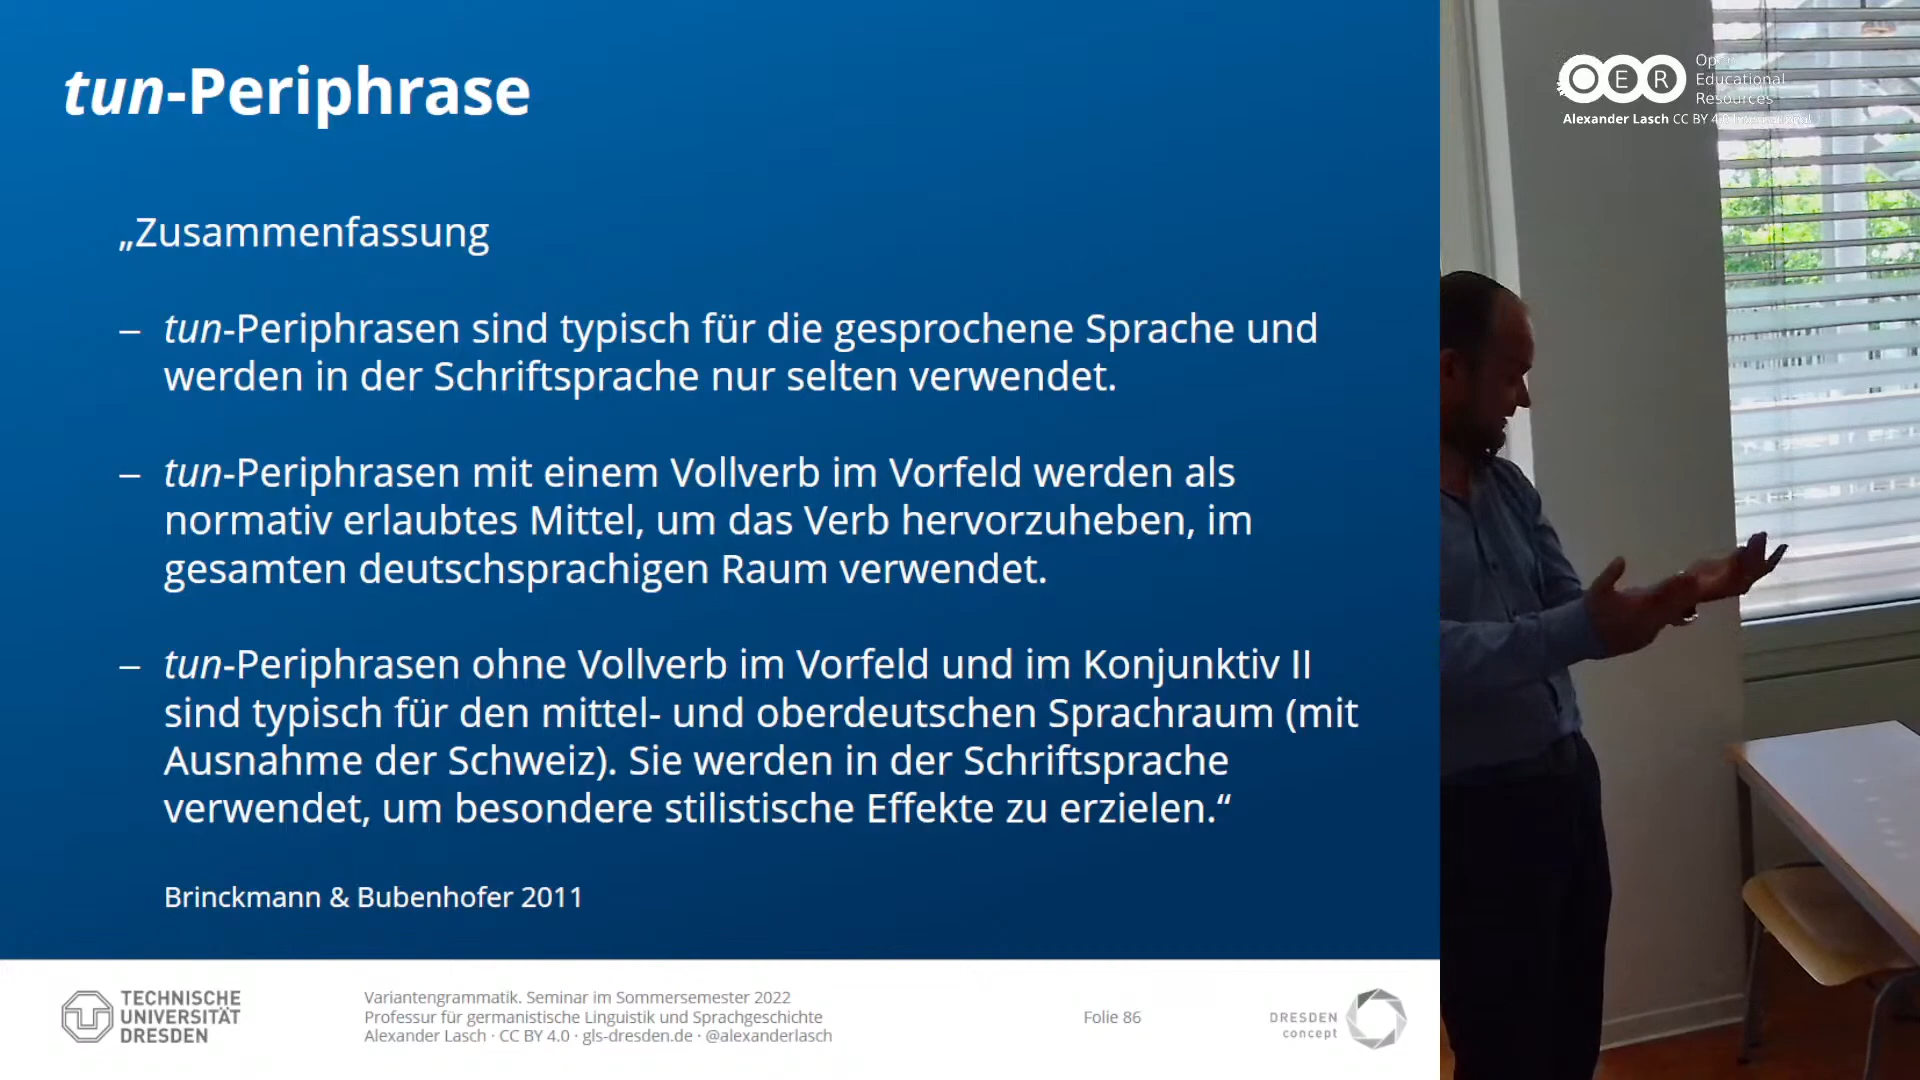 tun-Periphrase
„Zusammenfassung
– tun-Periphrasen sind typisch für die gesprochene Sprache und
werden in der Schriftsprache nur selten verwendet.
– tun-Periphrasen mit einem Vollverb im Vorfeld werden als
normativ erlaubtes Mittel, um das Verb hervorzuheben, im
gesamten deutschsprachigen Raum verwendet.
– tun-Periphrasen ohne Vollverb im Vorfeld und im Konjunktiv II
sind typisch für den mittel- und oberdeutschen Sprachraum (mit
Ausnahme der Schweiz). Sie werden in der Schriftsprache
verwendet, um besondere stilistische Effekte zu erzielen.“
Brinckmann & Bubenhofer 2011
TECHNISCHE
UNIVERSITÄT
DRESDEN
Variantengrammatik. Seminar im Sommersemester 2022
Professur für germanistische Linguistik und Sprachgeschichte
Alexander Lasch · CC BY 4.0 · gls-dresden.de · @alexanderlasch
Folie 86
DRESDEN
concept
OER
Open
Educational
Resources
Alexander Lasch CC BY 4.0